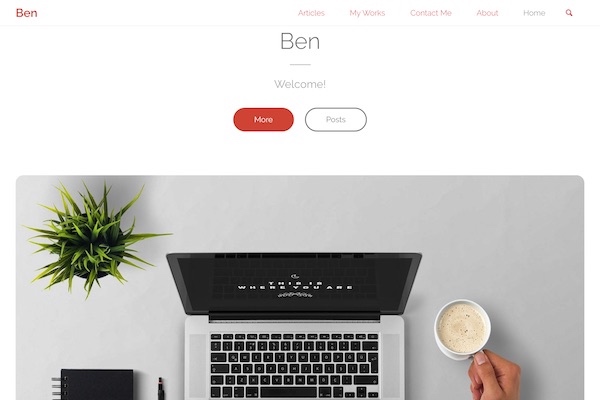 Ben
Articles
My Works
Contact Me
About
Home
Ben
Welcome!
More
Posts
THIS IS
WHERE YOU ARE